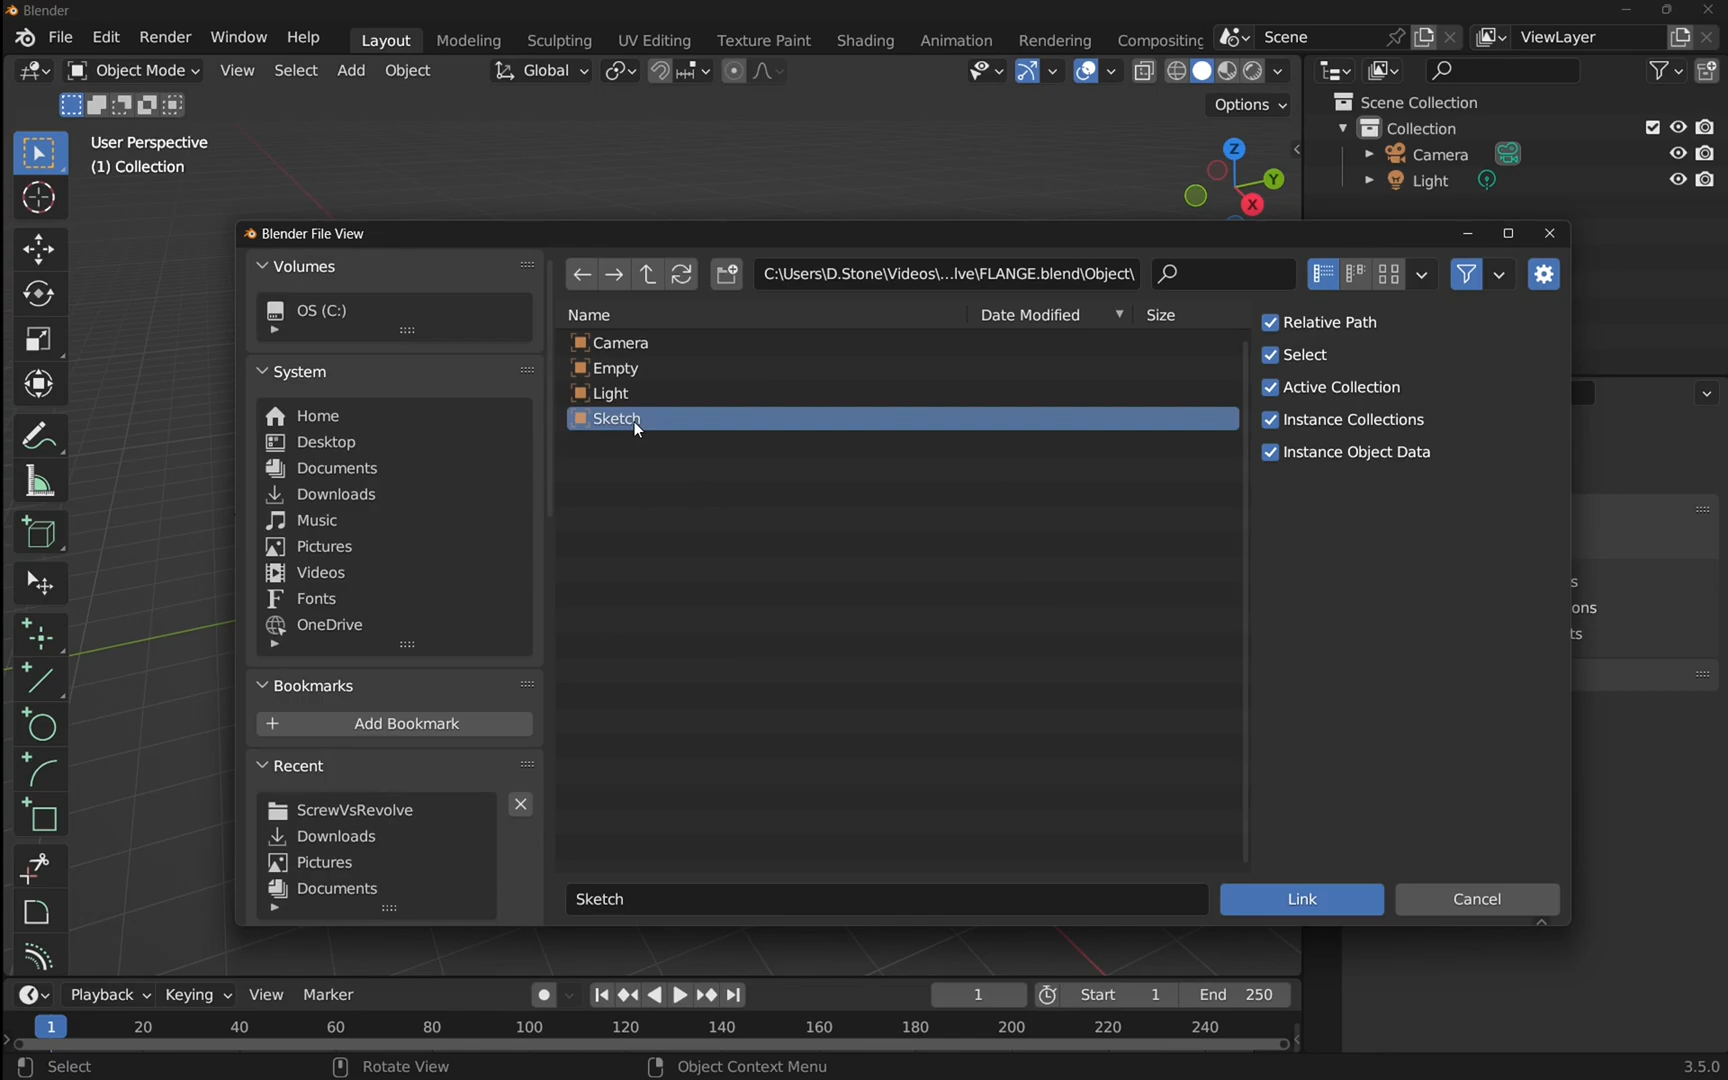 Blender
File Edit Render Window Help Layout Modeling Sculpting UV Editing Texture Paint Shading Animation Rendering Compositing Scene ViewLayer
Object Mode View Select Add Object Global
Options
User Perspective
(1) Collection
Z
Y
X
Scene Collection
Collection
Camera
Light
Blender File View
Volumes
OS (C:)
System
Home
Desktop
Documents
Downloads
Music
Pictures
Videos
Fonts
OneDrive
Bookmarks
Add Bookmark
Recent
ScrewVsRevolve
Downloads
Pictures
Documents
C:\Users\D.Stone\Videos\...lve\FLANGE.blend\Object\
Name Date Modified Size
Camera
Empty
Light
Sketch
Relative Path
Select
Active Collection
Instance Collections
Instance Object Data
Sketch Link Cancel
s
ons
ts
Playback Keying View Marker 1 Start 1 End 250
1 20 40 60 80 100 120 140 160 180 200 220 240
Select Rotate View Object Context Menu 3.5.0